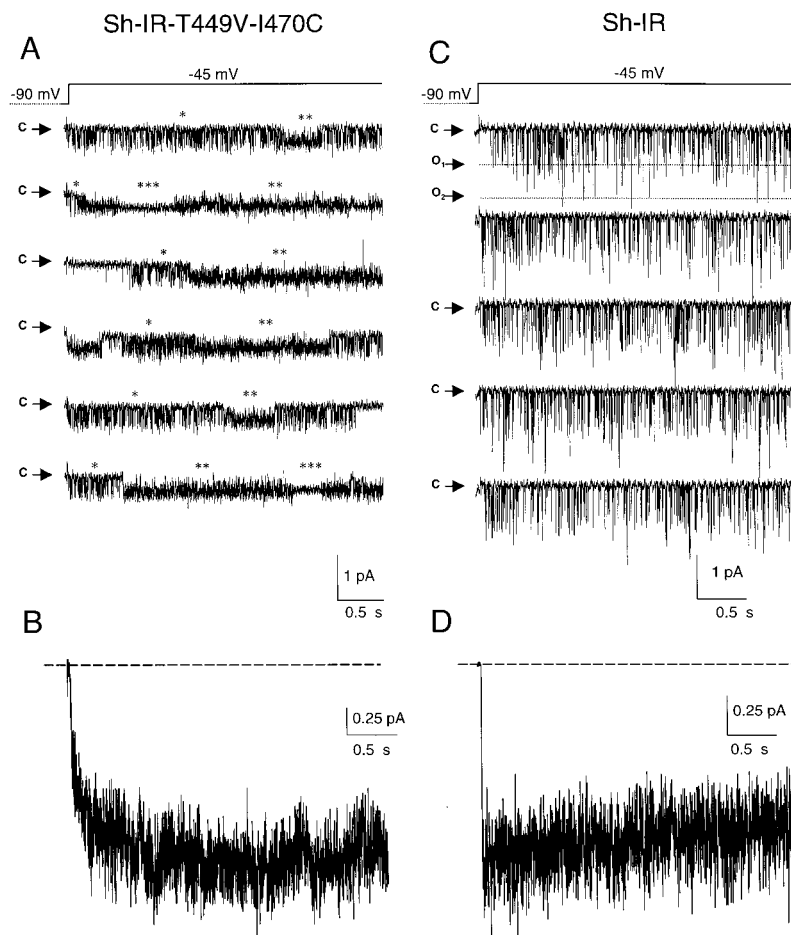 Sh-IR-T449V-I470C
Sh-IR
A
C
-45 mV
-90 mV
-45 mV
-90 mV
* **
C
C
O1
O2
* *** **
C
* **
C
C
* **
C
C
* **
C
* ** ***
C
C
1 pA
0.5 s
1 pA
0.5 s
B
D
0.25 pA
0.5 s
0.25 pA
0.5 s